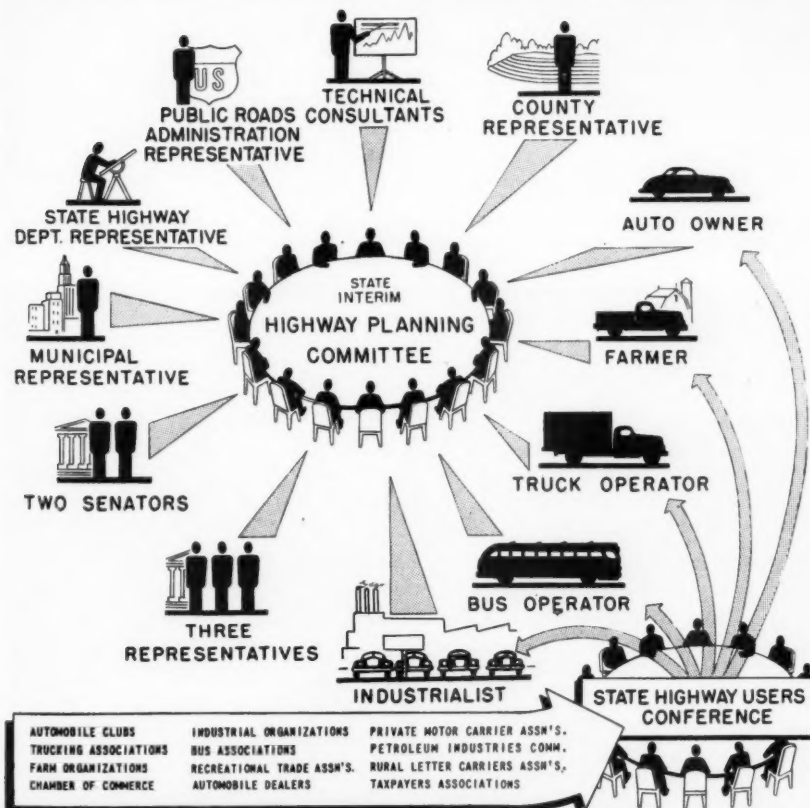 US
PUBLIC ROADS
ADMINISTRATION
REPRESENTATIVE
TECHNICAL
CONSULTANTS
COUNTY
REPRESENTATIVE
STATE HIGHWAY
DEPT. REPRESENTATIVE
AUTO OWNER
STATE
INTERIM
HIGHWAY PLANNING
COMMITTEE
MUNICIPAL
REPRESENTATIVE
FARMER
TWO SENATORS
TRUCK OPERATOR
THREE
REPRESENTATIVES
BUS OPERATOR
INDUSTRIALIST
STATE HIGHWAY USERS
CONFERENCE
AUTOMOBILE CLUBS
TRUCKING ASSOCIATIONS
FARM ORGANIZATIONS
CHAMBER OF COMMERCE
INDUSTRIAL ORGANIZATIONS
BUS ASSOCIATIONS
RECREATIONAL TRADE ASSN'S.
AUTOMOBILE DEALERS
PRIVATE MOTOR CARRIER ASSN'S.
PETROLEUM INDUSTRIES COMM.
RURAL LETTER CARRIERS ASSN'S.
TAXPAYERS ASSOCIATIONS